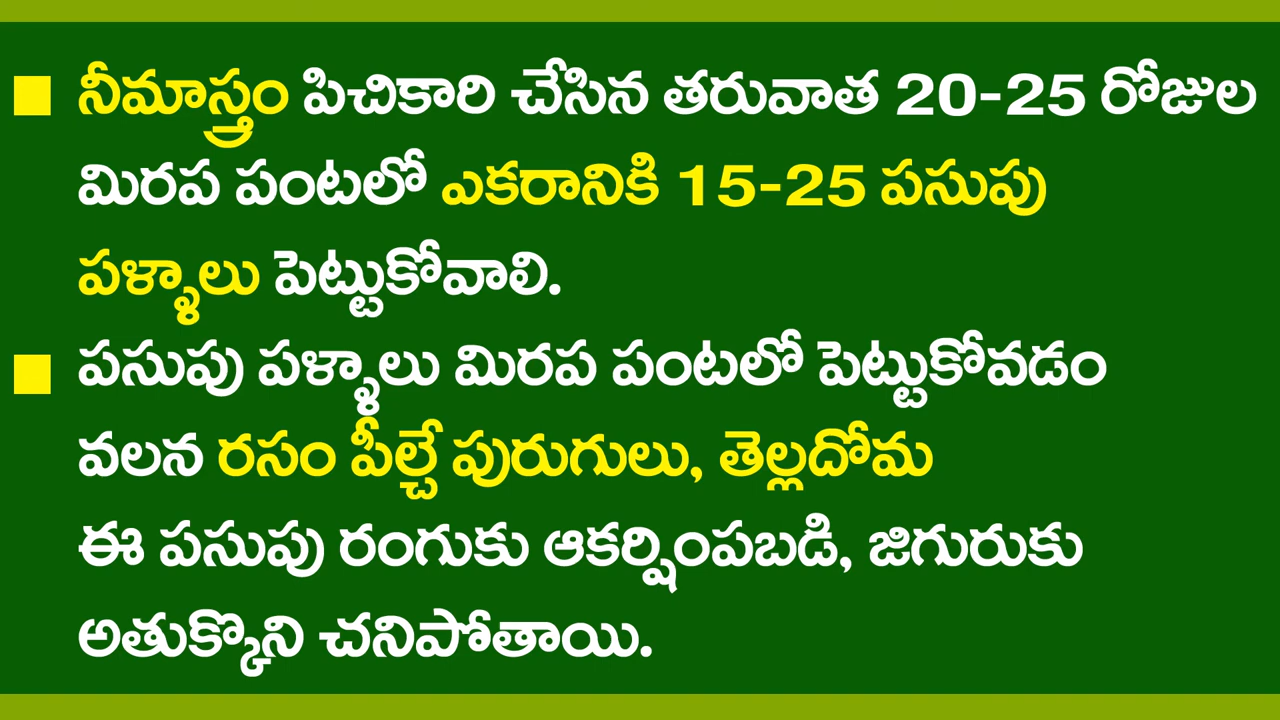 నీమాస్త్రం పిచికారి చేసిన తరువాత 20-25 రోజుల
మిరప పంటలో ఎకరానికి 15-25 పసుపు
పళ్ళాలు పెట్టుకోవాలి.
పసుపు పళ్ళాలు మిరప పంటలో పెట్టుకోవడం
వలన రసం పీల్చే పురుగులు, తెల్లదోమ
ఈ పసుపు రంగుకు ఆకర్షింపబడి, జిగురుకు
అతుక్కొని చనిపోతాయి.